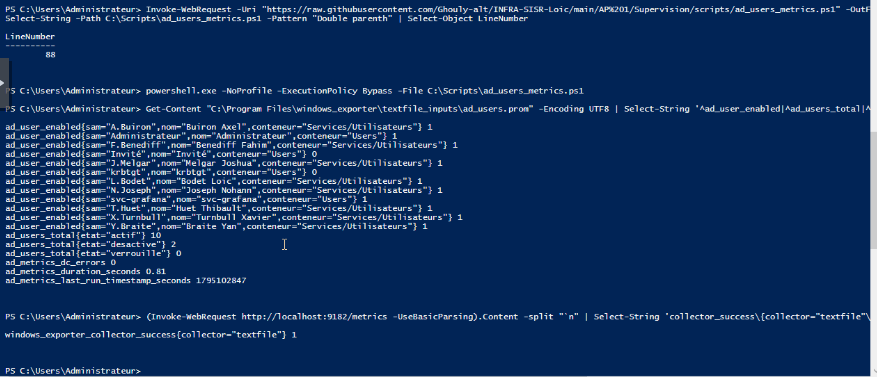 PS C:\Users\Administrateur> Invoke-WebRequest -Uri "https://raw.githubusercontent.com/Ghouly-alt/INFRA-SISR-Loic/main/AP%201/Supervision/scripts/ad_users_metrics.ps1" -OutF
Select-String -Path C:\Scripts\ad_users_metrics.ps1 -Pattern "Double parenth" | Select-Object LineNumber
LineNumber
----------
88
PS C:\Users\Administrateur> powershell.exe -NoProfile -ExecutionPolicy Bypass -File C:\Scripts\ad_users_metrics.ps1
PS C:\Users\Administrateur> Get-Content "C:\Program Files\windows_exporter\textfile_inputs\ad_users.prom" -Encoding UTF8 | Select-String '^ad_user_enabled|^ad_users_total|^
ad_user_enabled{sam="A.Buiron",nom="Buiron Axel",conteneur="Services/Utilisateurs"} 1
ad_user_enabled{sam="Administrateur",nom="Administrateur",conteneur="Users"} 1
ad_user_enabled{sam="F.Benediff",nom="Benediff Fahim",conteneur="Services/Utilisateurs"} 1
ad_user_enabled{sam="Invité",nom="Invité",conteneur="Users"} 0
ad_user_enabled{sam="J.Melgar",nom="Melgar Joshua",conteneur="Services/Utilisateurs"} 1
ad_user_enabled{sam="krbtgt",nom="krbtgt",conteneur="Users"} 0
ad_user_enabled{sam="L.Bodet",nom="Bodet Loic",conteneur="Services/Utilisateurs"} 1
ad_user_enabled{sam="N.Joseph",nom="Joseph Nohann",conteneur="Services/Utilisateurs"} 1
ad_user_enabled{sam="svc-grafana",nom="svc-grafana",conteneur="Users"} 1
ad_user_enabled{sam="T.Huet",nom="Huet Thibault",conteneur="Services/Utilisateurs"} 1
ad_user_enabled{sam="X.Turnbull",nom="Turnbull Xavier",conteneur="Services/Utilisateurs"} 1
ad_user_enabled{sam="Y.Braite",nom="Braite Yan",conteneur="Services/Utilisateurs"} 1
ad_users_total{etat="actif"} 10
ad_users_total{etat="desactive"} 2
ad_users_total{etat="verrouille"} 0
ad_metrics_dc_errors 0
ad_metrics_duration_seconds 0.81
ad_metrics_last_run_timestamp_seconds 1795102847
PS C:\Users\Administrateur> (Invoke-WebRequest http://localhost:9182/metrics -UseBasicParsing).Content -split "`n" | Select-String 'collector_success\{collector="textfile"\
windows_exporter_collector_success{collector="textfile"} 1
PS C:\Users\Administrateur>